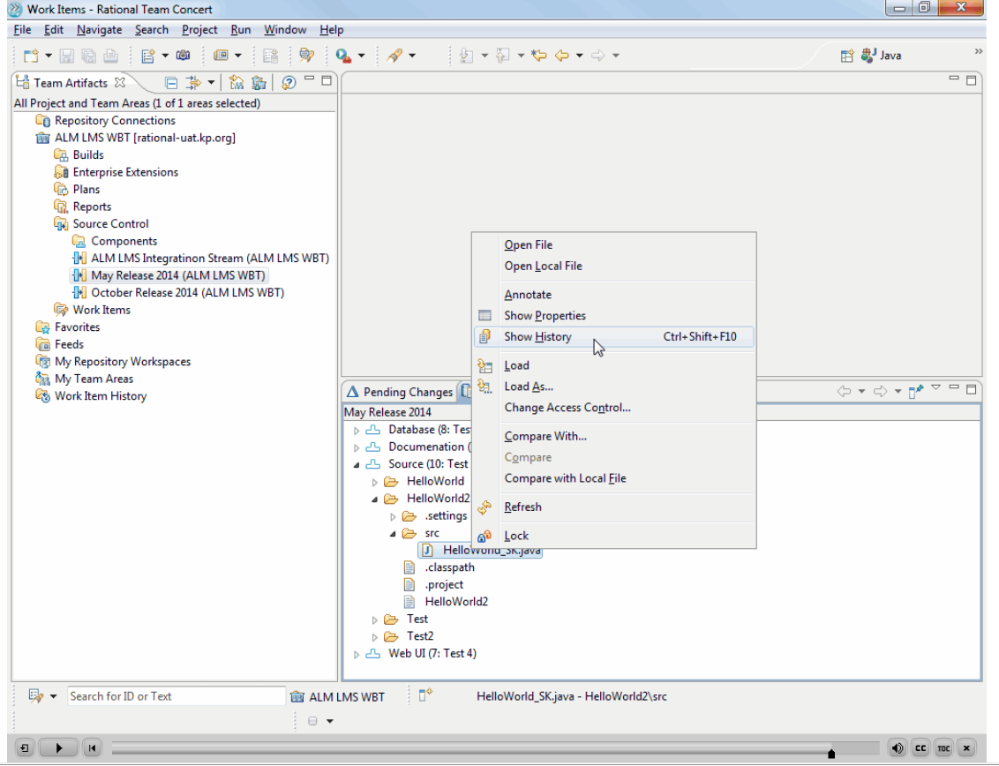 Work Items - Rational Team Concert
File Edit Navigate Search Project Run Window Help
Java
Team Artifacts
All Project and Team Areas (1 of 1 areas selected)
Repository Connections
ALM LMS WBT [rational-uat.kp.org]
Builds
Enterprise Extensions
Plans
Reports
Source Control
Components
ALM LMS Integratinon Stream (ALM LMS WBT)
May Release 2014 (ALM LMS WBT)
October Release 2014 (ALM LMS WBT)
Work Items
Favorites
Feeds
My Repository Workspaces
My Team Areas
Work Item History
Open File
Open Local File
Annotate
Show Properties
Show History Ctrl+Shift+F10
Load
Load As...
Change Access Control...
Compare With...
Compare
Compare with Local File
Refresh
Lock
Pending Changes
May Release 2014
Database (8: Tes
Documenation (
Source (10: Test
HelloWorld
HelloWorld2
.settings
src
HelloWorld_SK.java
.classpath
.project
HelloWorld2
Test
Test2
Web UI (7: Test 4)
Search for ID or Text
ALM LMS WBT
HelloWorld_SK.java - HelloWorld2\src
CC
TOC